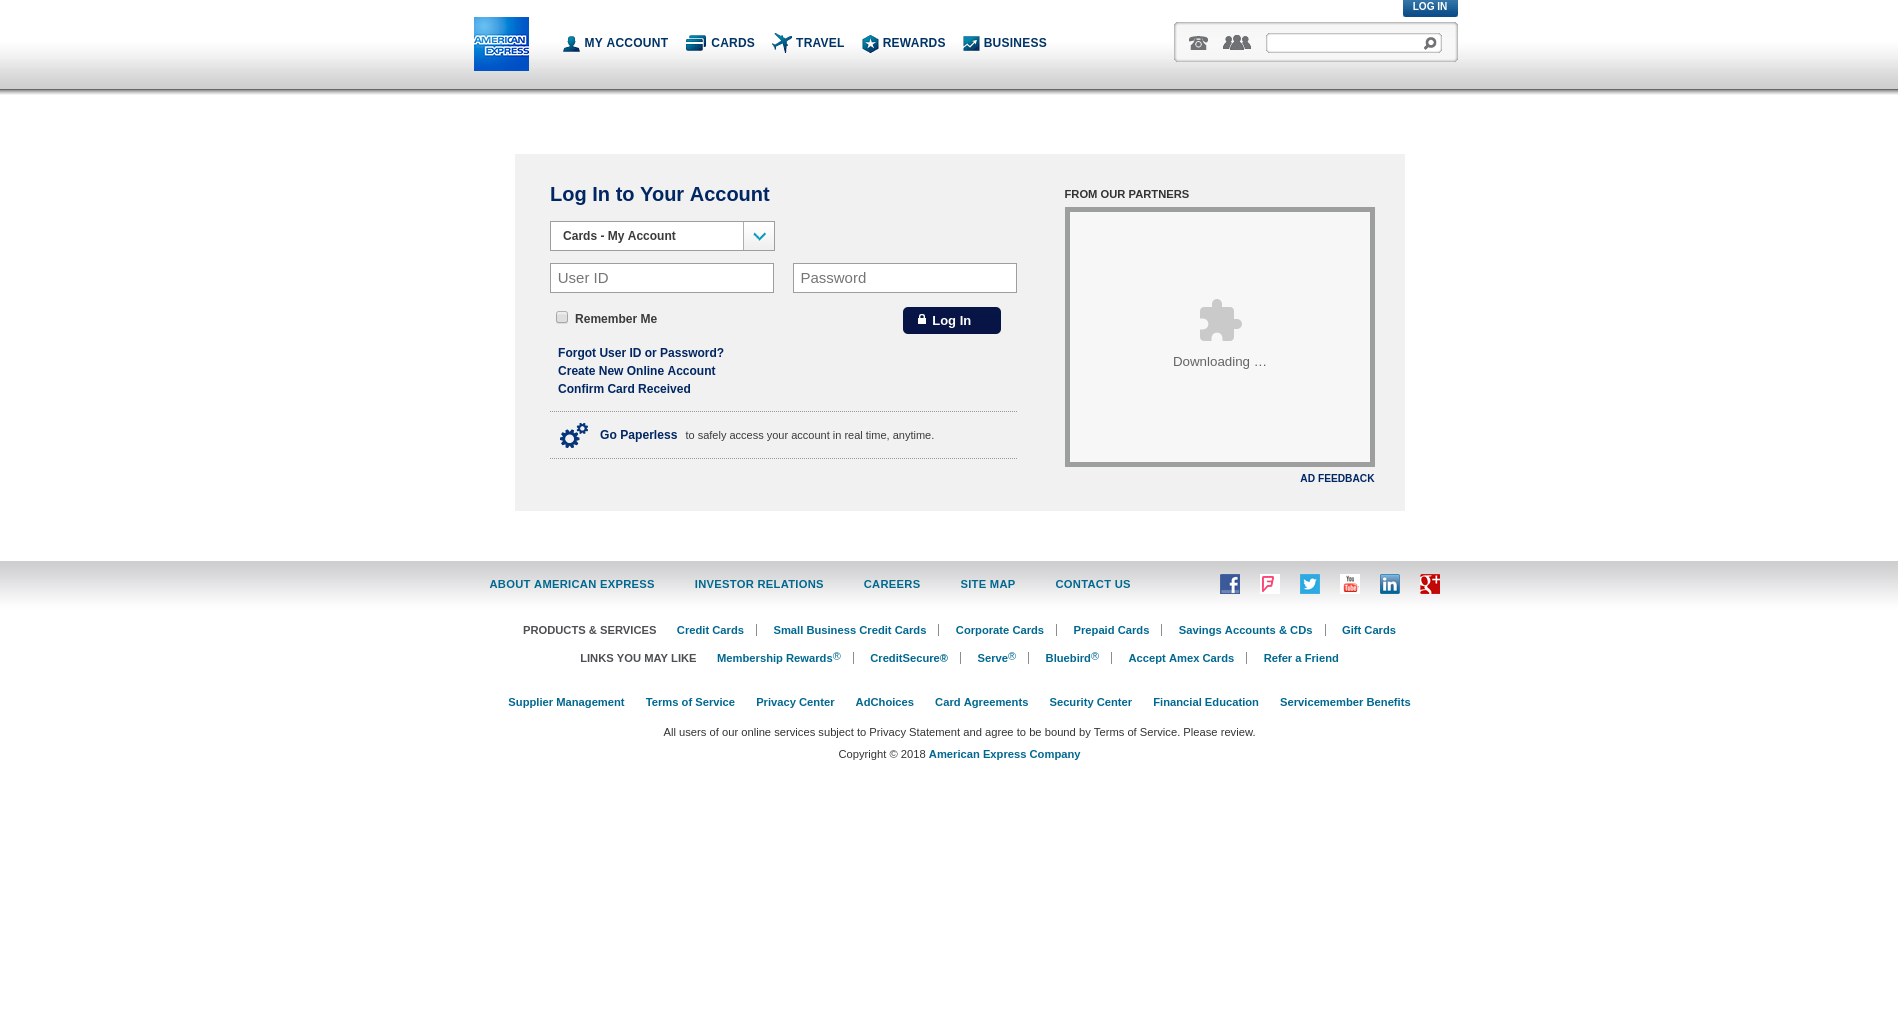 LOG IN
AMERICAN EXPRESS
MY ACCOUNT CARDS TRAVEL REWARDS BUSINESS
Log In to Your Account
FROM OUR PARTNERS
Cards - My Account
User ID Password
Remember Me Log In
Forgot User ID or Password?
Create New Online Account
Confirm Card Received
Downloading ...
Go Paperless to safely access your account in real time, anytime.
AD FEEDBACK
ABOUT AMERICAN EXPRESS INVESTOR RELATIONS CAREERS SITE MAP CONTACT US
You Tube in g+
PRODUCTS & SERVICES Credit Cards Small Business Credit Cards Corporate Cards Prepaid Cards Savings Accounts & CDs Gift Cards
LINKS YOU MAY LIKE Membership Rewards® CreditSecure® Serve® Bluebird® Accept Amex Cards Refer a Friend
Supplier Management Terms of Service Privacy Center AdChoices Card Agreements Security Center Financial Education Servicemember Benefits
All users of our online services subject to Privacy Statement and agree to be bound by Terms of Service. Please review.
Copyright © 2018 American Express Company